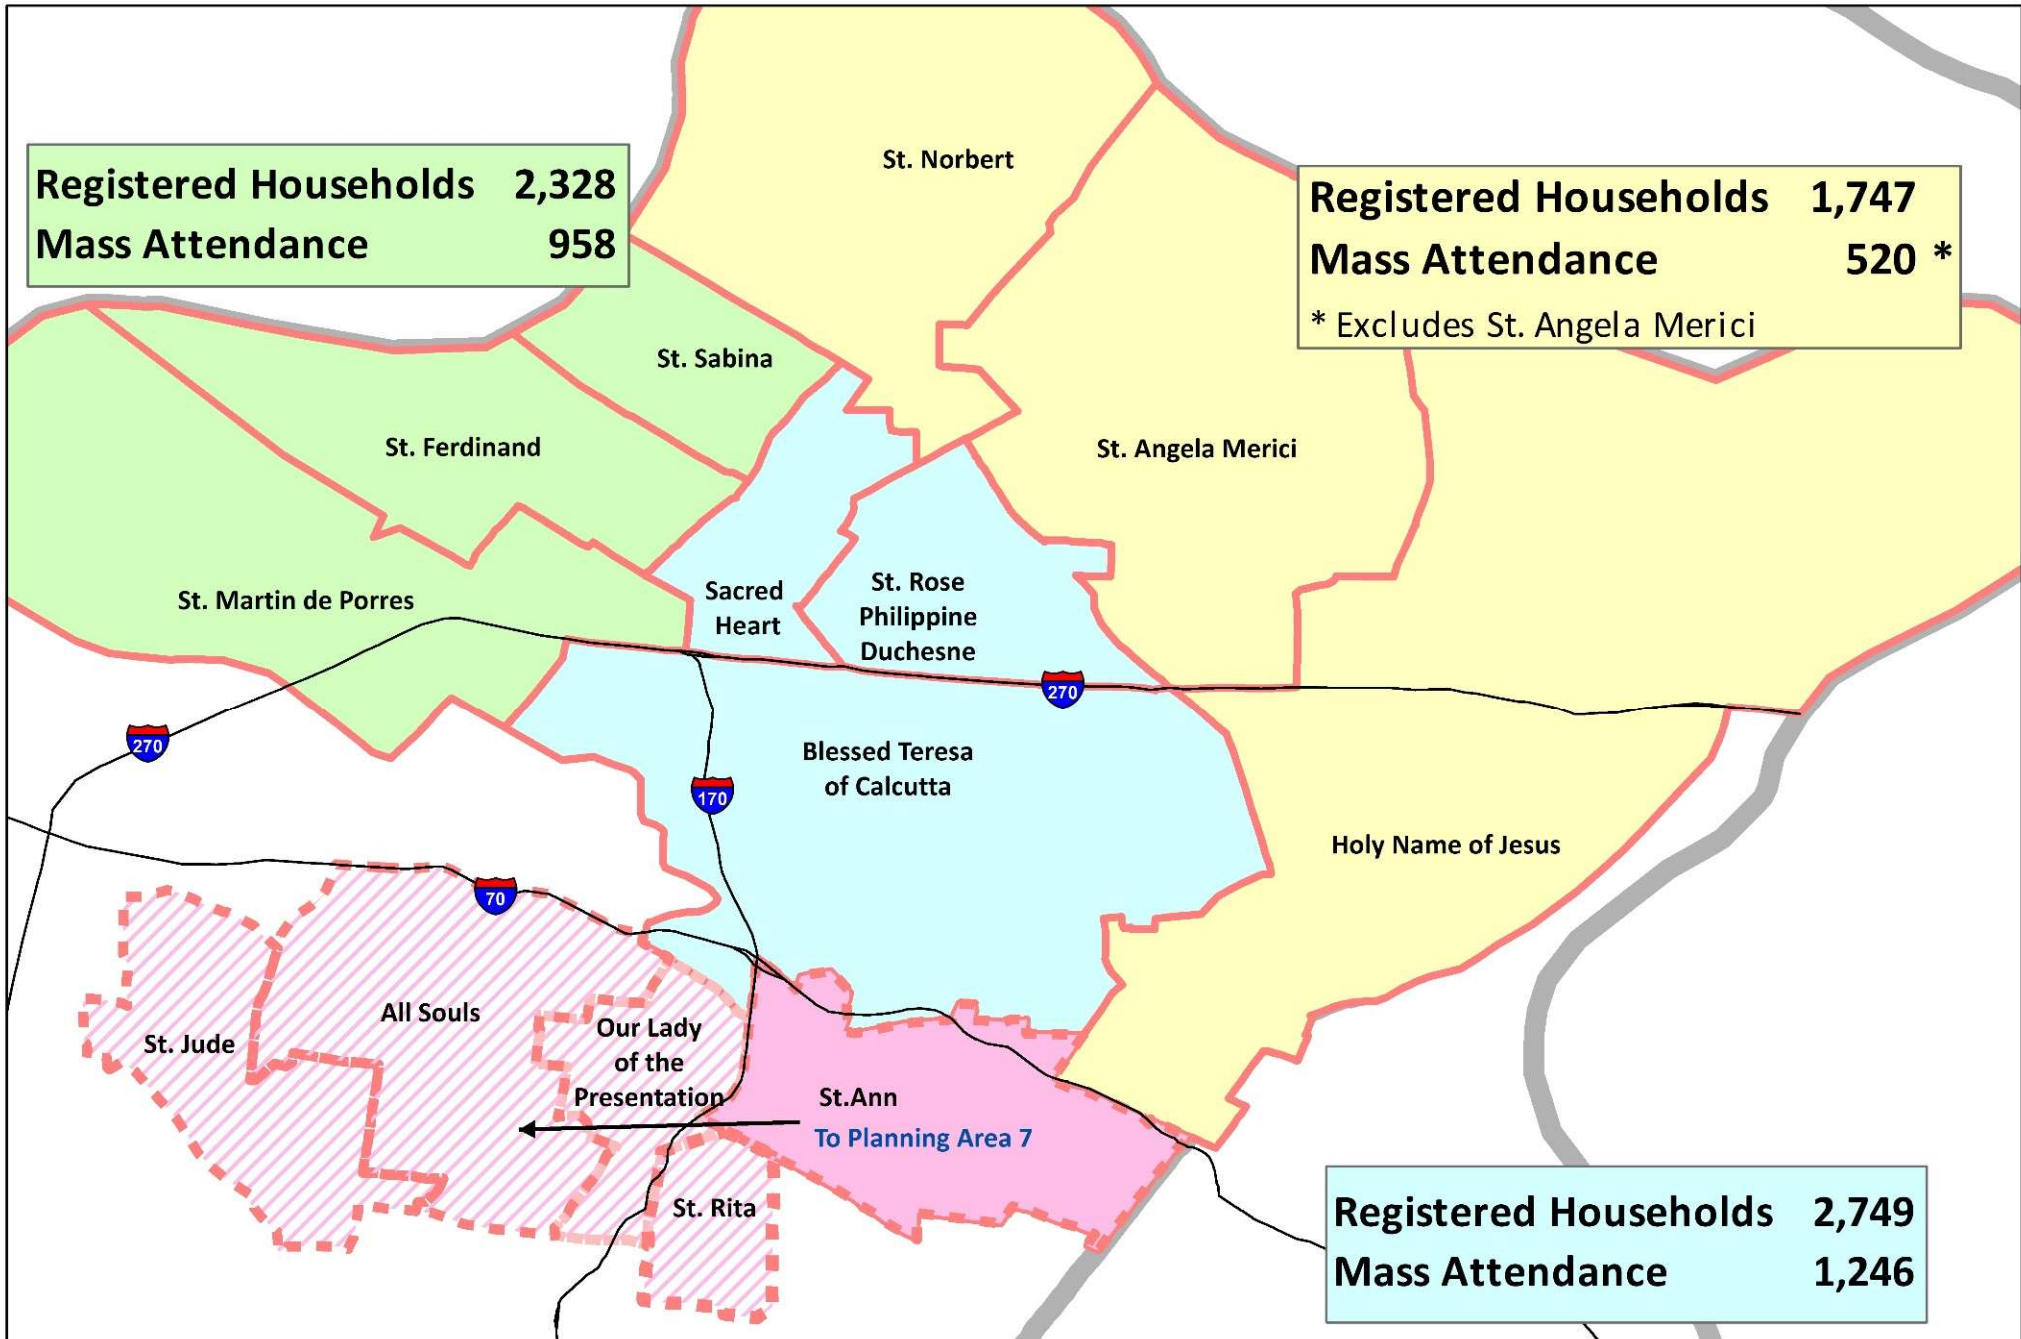 St. Norbert
Registered Households 2,328
Mass Attendance 958
Registered Households 1,747
Mass Attendance 520 *
* Excludes St. Angela Merici
St. Sabina
St. Ferdinand
St. Angela Merici
St. Martin de Porres
Sacred
Heart
St. Rose
Philippine
Duchesne
270
270
Blessed Teresa
of Calcutta
170
Holy Name of Jesus
70
All Souls
St. Jude
Our Lady
of the
Presentation
St.Ann
To Planning Area 7
St. Rita
Registered Households 2,749
Mass Attendance 1,246